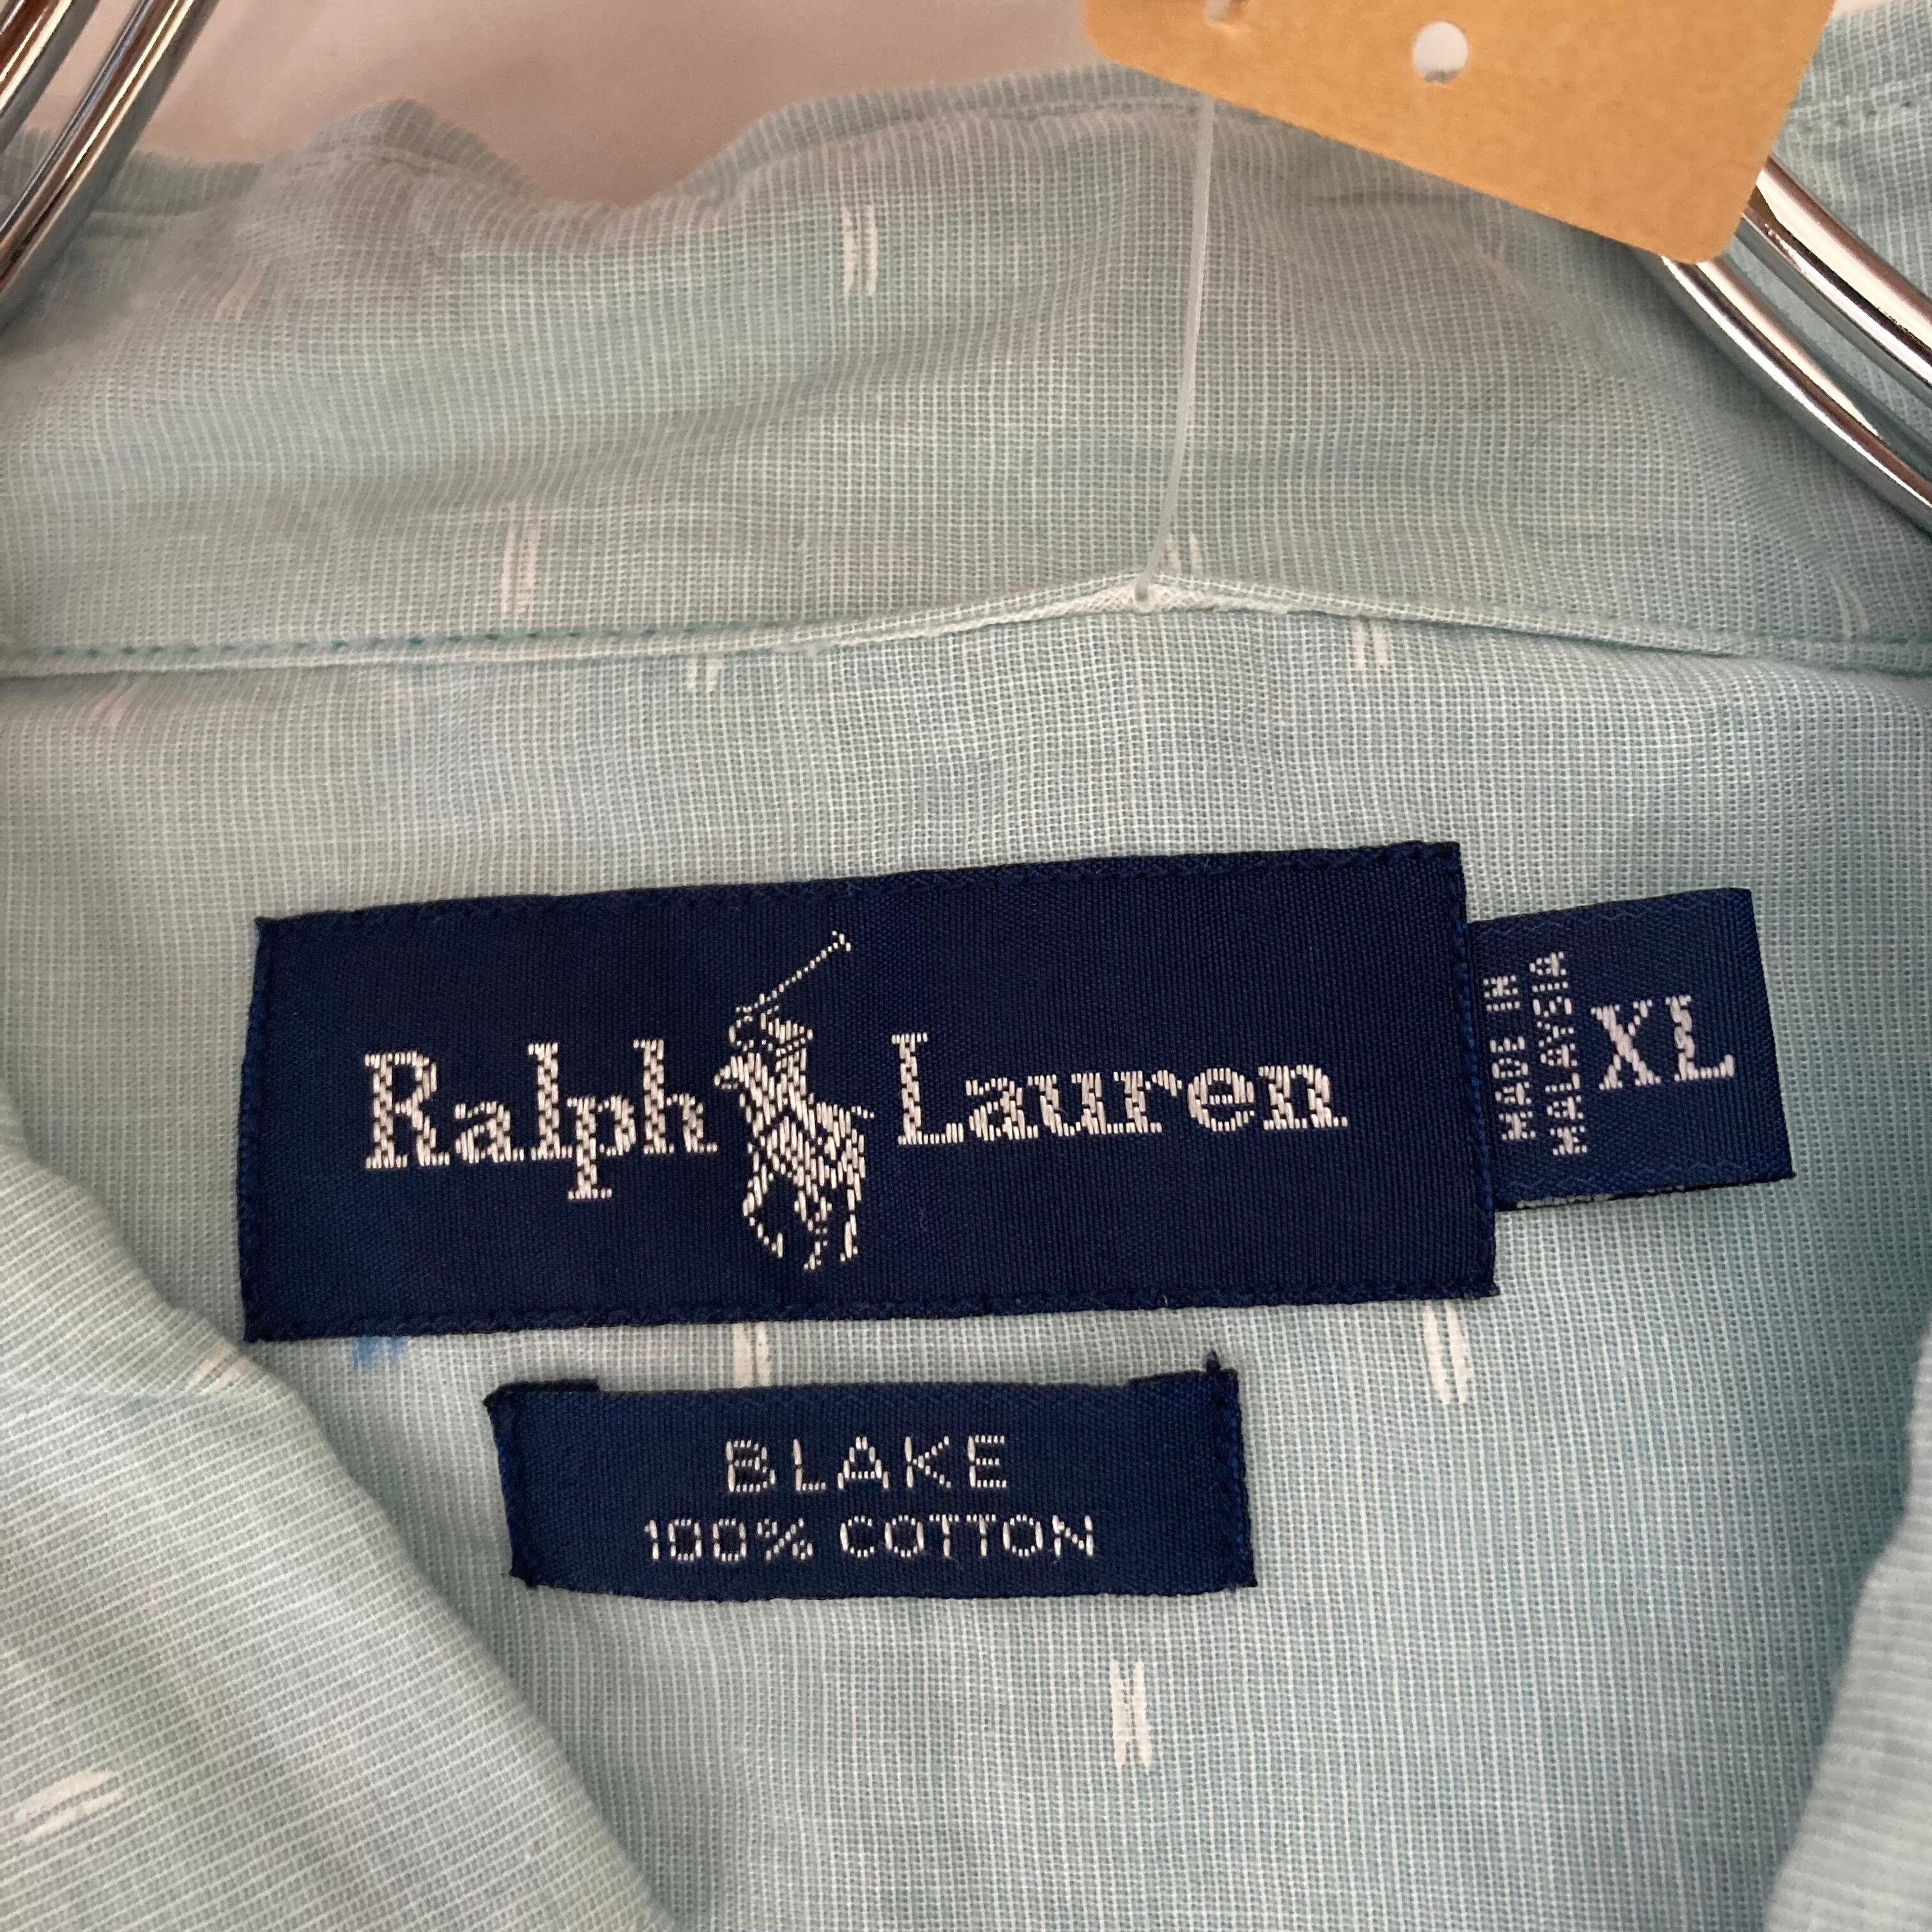 Ralph Lauren
MADE IN
MALAYSIA
XL
BLAKE
100% COTTON